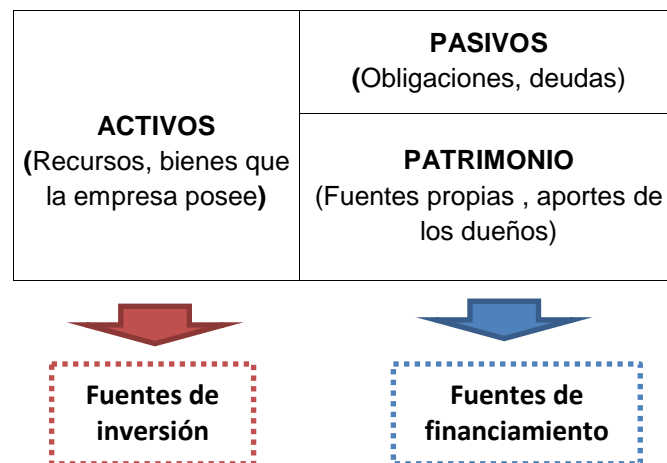 ACTIVOS
(Recursos, bienes que
la empresa posee)
PASIVOS
(Obligaciones, deudas)
PATRIMONIO
(Fuentes propias , aportes de
los dueños)
Fuentes de
inversión
Fuentes de
financiamiento